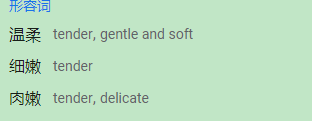 形容词
温柔 tender, gentle and soft
细嫩 tender
肉嫩 tender, delicate